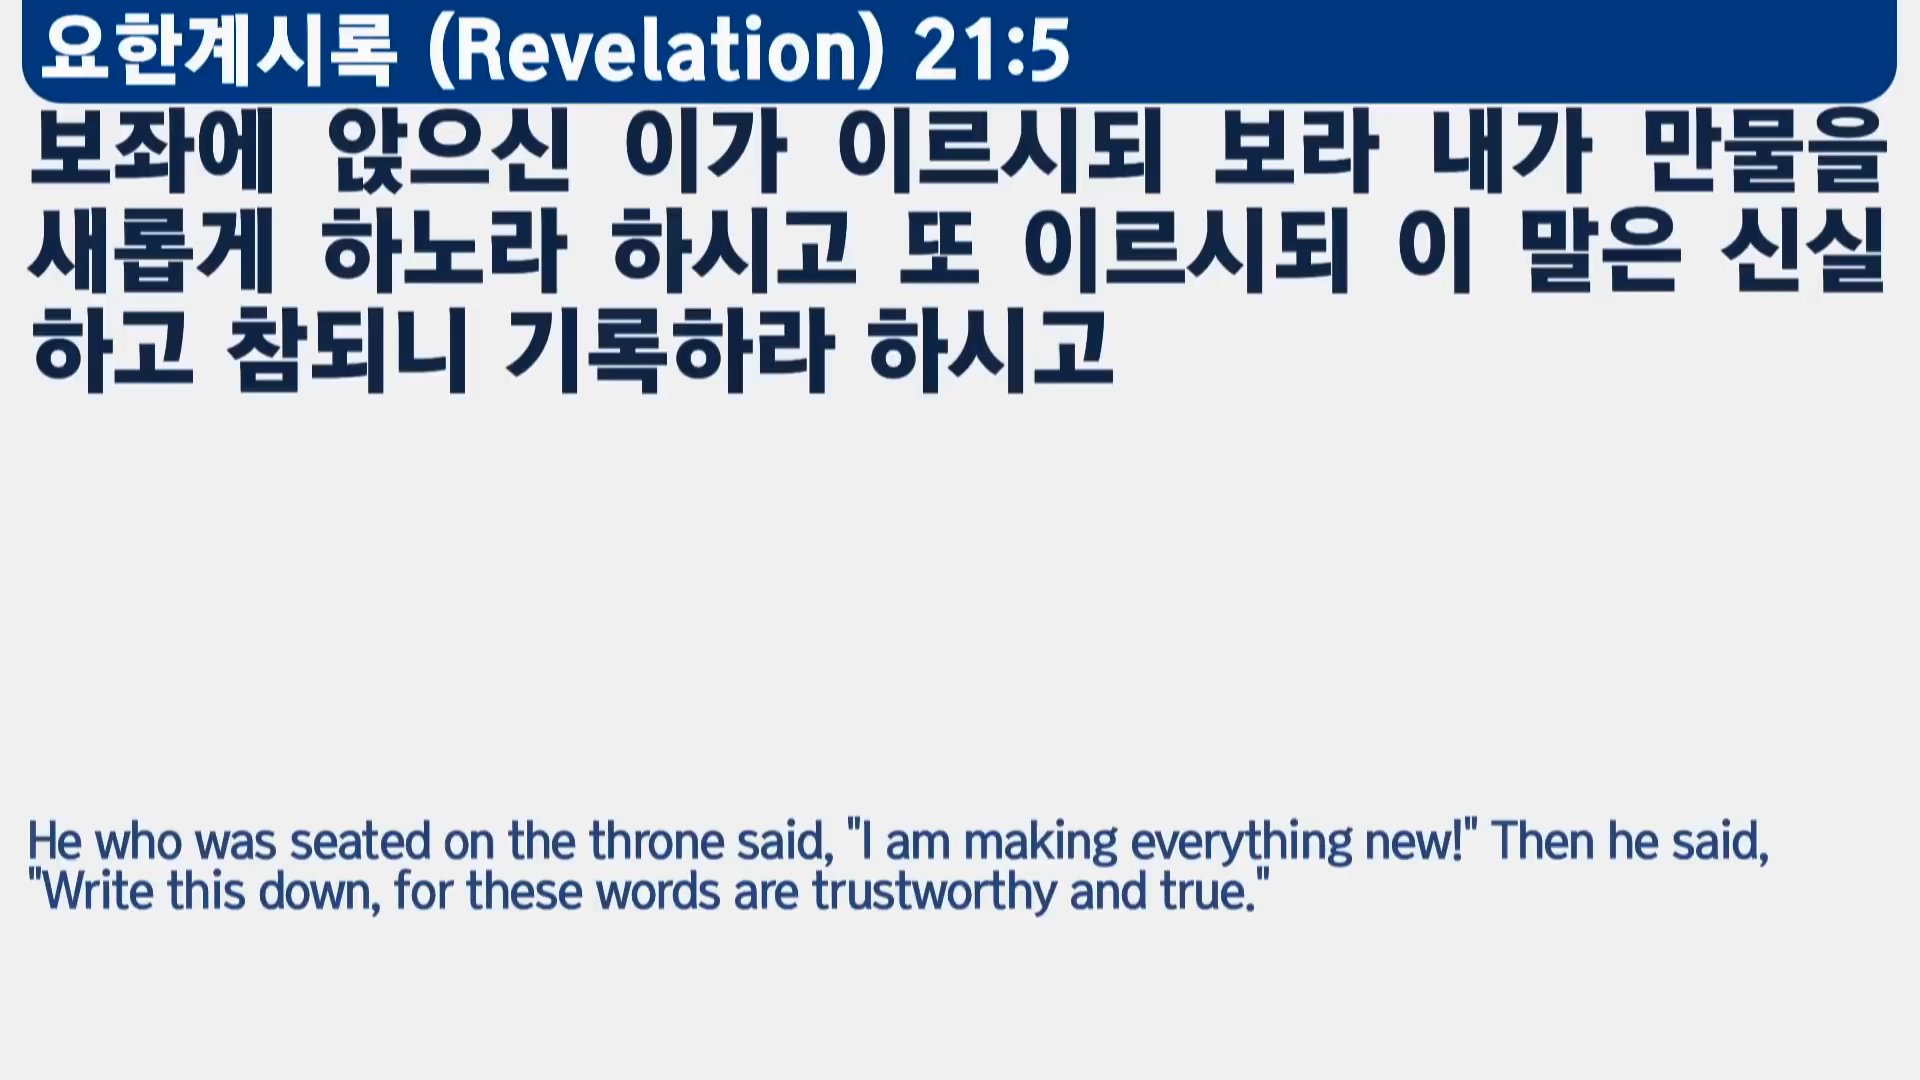 요한계시록 (Revelation) 21:5
보좌에 앉으신 이가 이르시되 보라 내가 만물을
새롭게 하노라 하시고 또 이르시되 이 말은 신실
하고 참되니 기록하라 하시고
He who was seated on the throne said, "I am making everything new!" Then he said,
"Write this down, for these words are trustworthy and true."